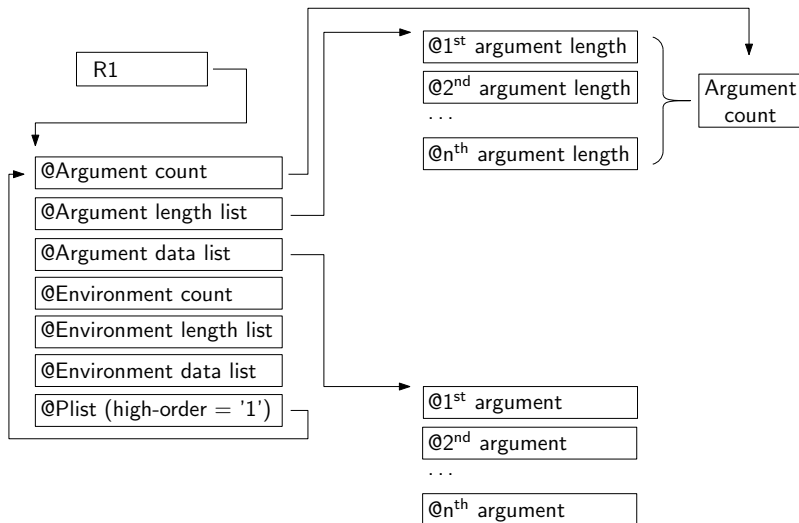 R1
@Argument count
@Argument length list
@Argument data list
@Environment count
@Environment length list
@Environment data list
@Plist (high-order = '1')
@1st argument length
@2nd argument length
...
@nth argument length
Argument
count
@1st argument
@2nd argument
...
@nth argument